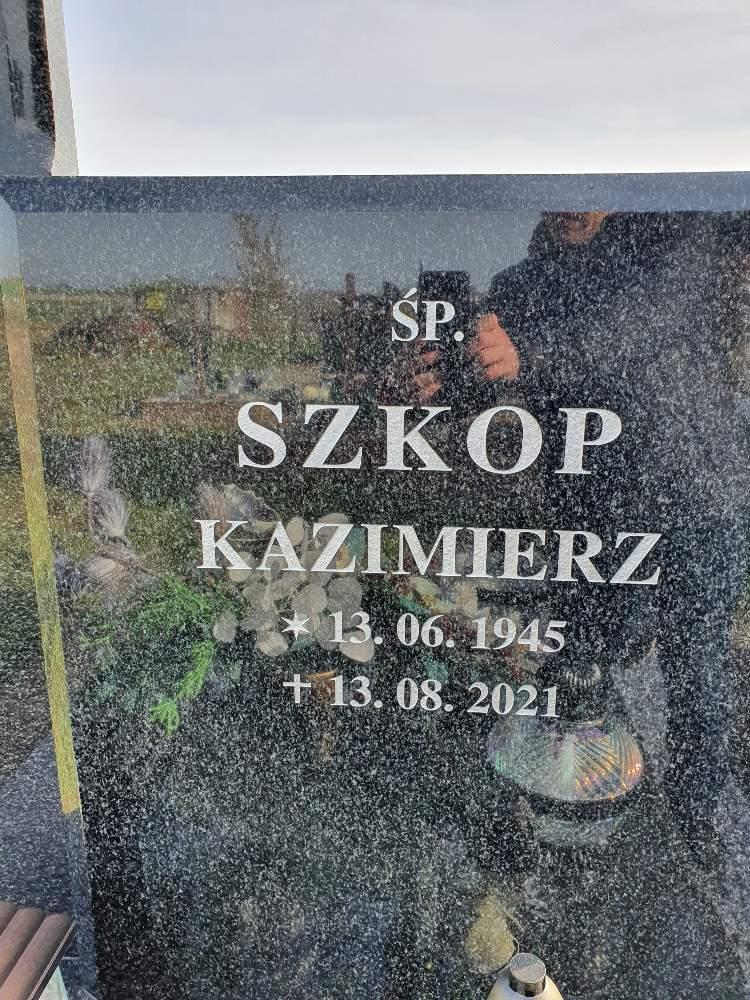 ŚP.
SZKOP
KAZIMIERZ
✶ 13. 06. 1945
✝ 13. 08. 2021